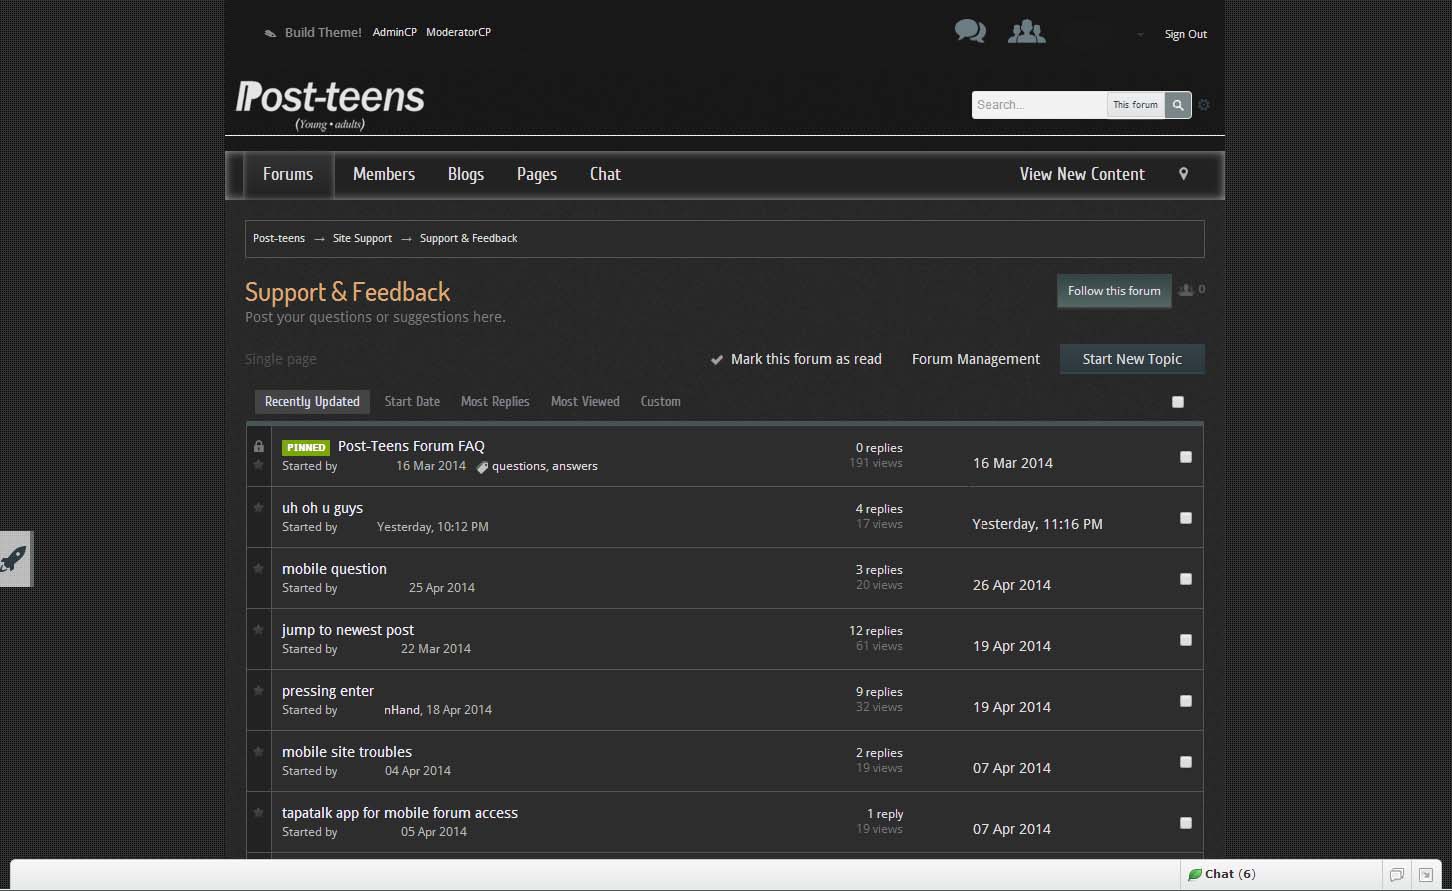 Build Theme! AdminCP ModeratorCP Sign Out
Post-teens
(Young • adults)
Search... This forum
Forums Members Blogs Pages Chat View New Content
Post-teens → Site Support → Support & Feedback
Support & Feedback
Follow this forum 0
Post your questions or suggestions here.
Single page Mark this forum as read Forum Management Start New Topic
Recently Updated Start Date Most Replies Most Viewed Custom
PINNED Post-Teens Forum FAQ 0 replies
Started by 16 Mar 2014 questions, answers 191 views 16 Mar 2014
uh oh u guys 4 replies
Started by Yesterday, 10:12 PM 17 views Yesterday, 11:16 PM
mobile question 3 replies
Started by 25 Apr 2014 20 views 26 Apr 2014
jump to newest post 12 replies
Started by 22 Mar 2014 61 views 19 Apr 2014
pressing enter 9 replies
Started by nHand, 18 Apr 2014 32 views 19 Apr 2014
mobile site troubles 2 replies
Started by 04 Apr 2014 19 views 07 Apr 2014
tapatalk app for mobile forum access 1 reply
Started by 05 Apr 2014 19 views 07 Apr 2014
Chat (6)